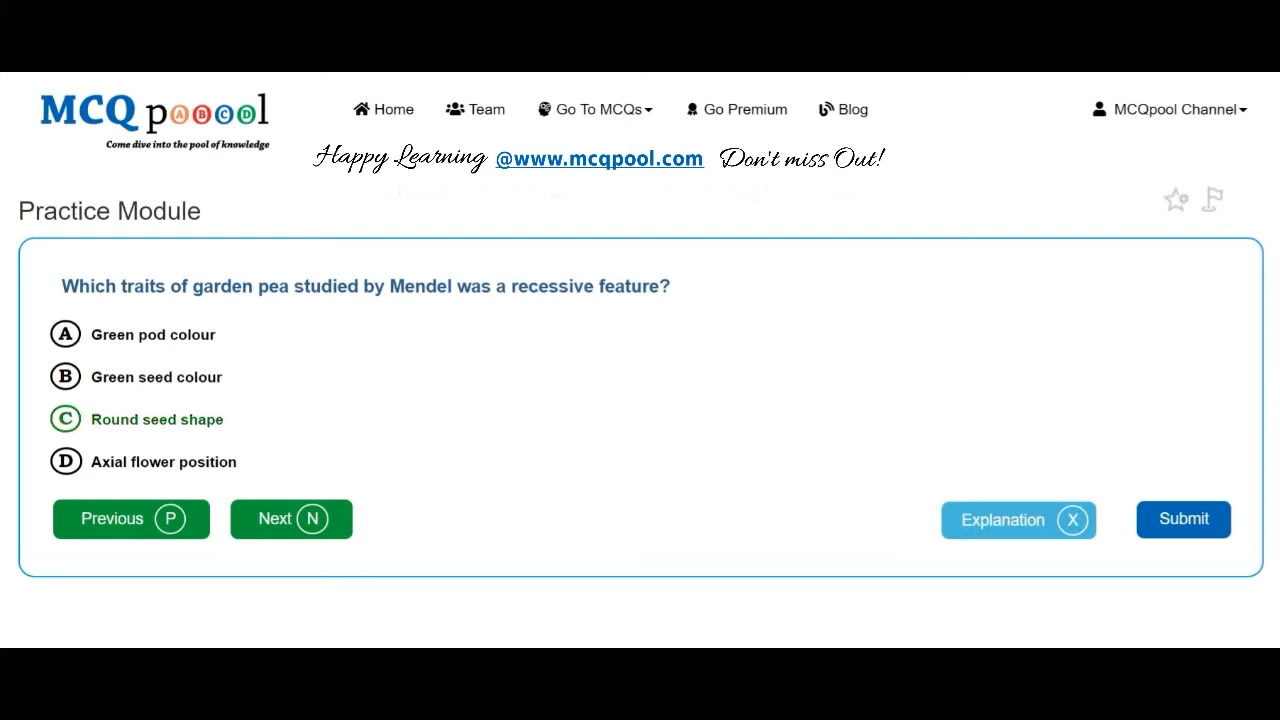 MCQ pABCDl
Come dive into the pool of knowledge
Home Team Go To MCQs Go Premium Blog MCQpool Channel
Happy Learning @www.mcqpool.com Don't miss Out!
Practice Module
Which traits of garden pea studied by Mendel was a recessive feature?
A Green pod colour
B Green seed colour
C Round seed shape
D Axial flower position
Previous P Next N Explanation X Submit